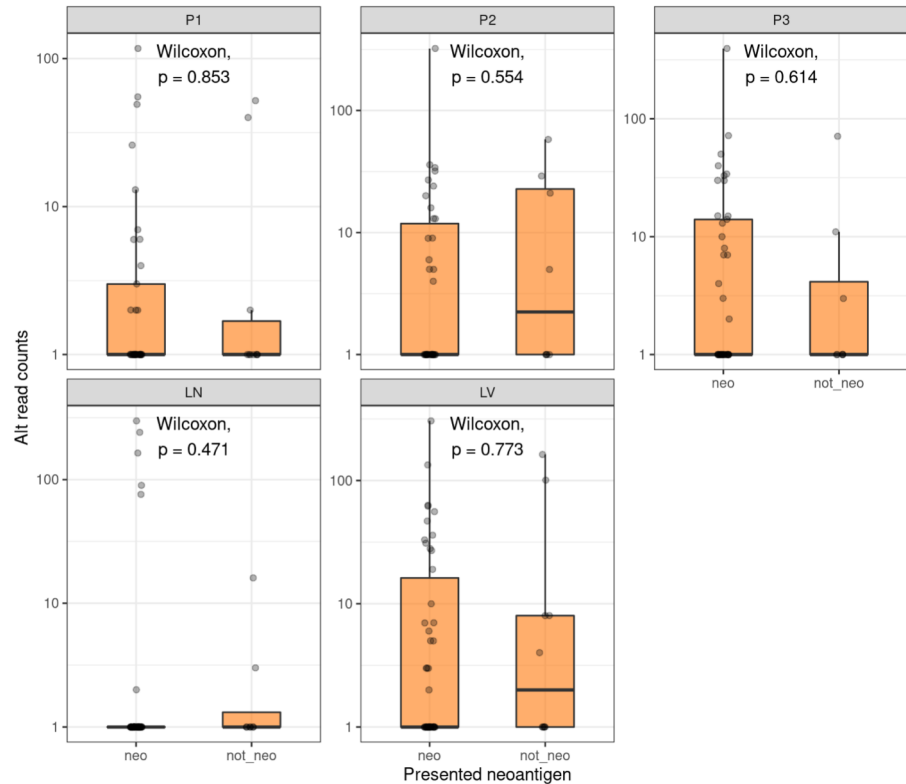 P1
P2
P3
Wilcoxon,
p = 0.853
Wilcoxon,
p = 0.554
Wilcoxon,
p = 0.614
100
10
1
100
10
1
100
10
1
neo
not_neo
LN
LV
Wilcoxon,
p = 0.471
Wilcoxon,
p = 0.773
100
10
1
100
10
1
neo
not_neo
neo
not_neo
Alt read counts
Presented neoantigen